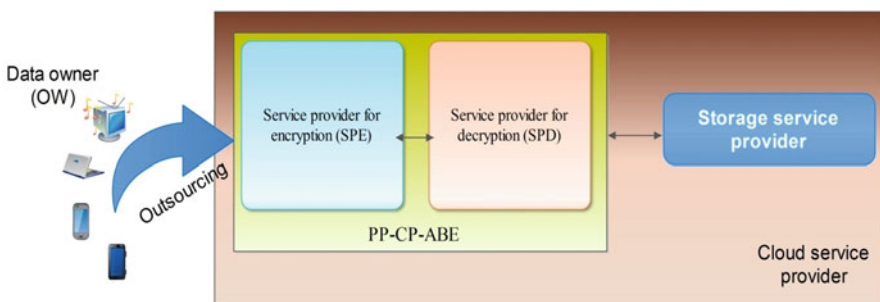 Data owner
(OW)
Outsourcing
Service provider for
encryption (SPE)
Service provider for
decryption (SPD)
PP-CP-ABE
Storage service
provider
Cloud service
provider